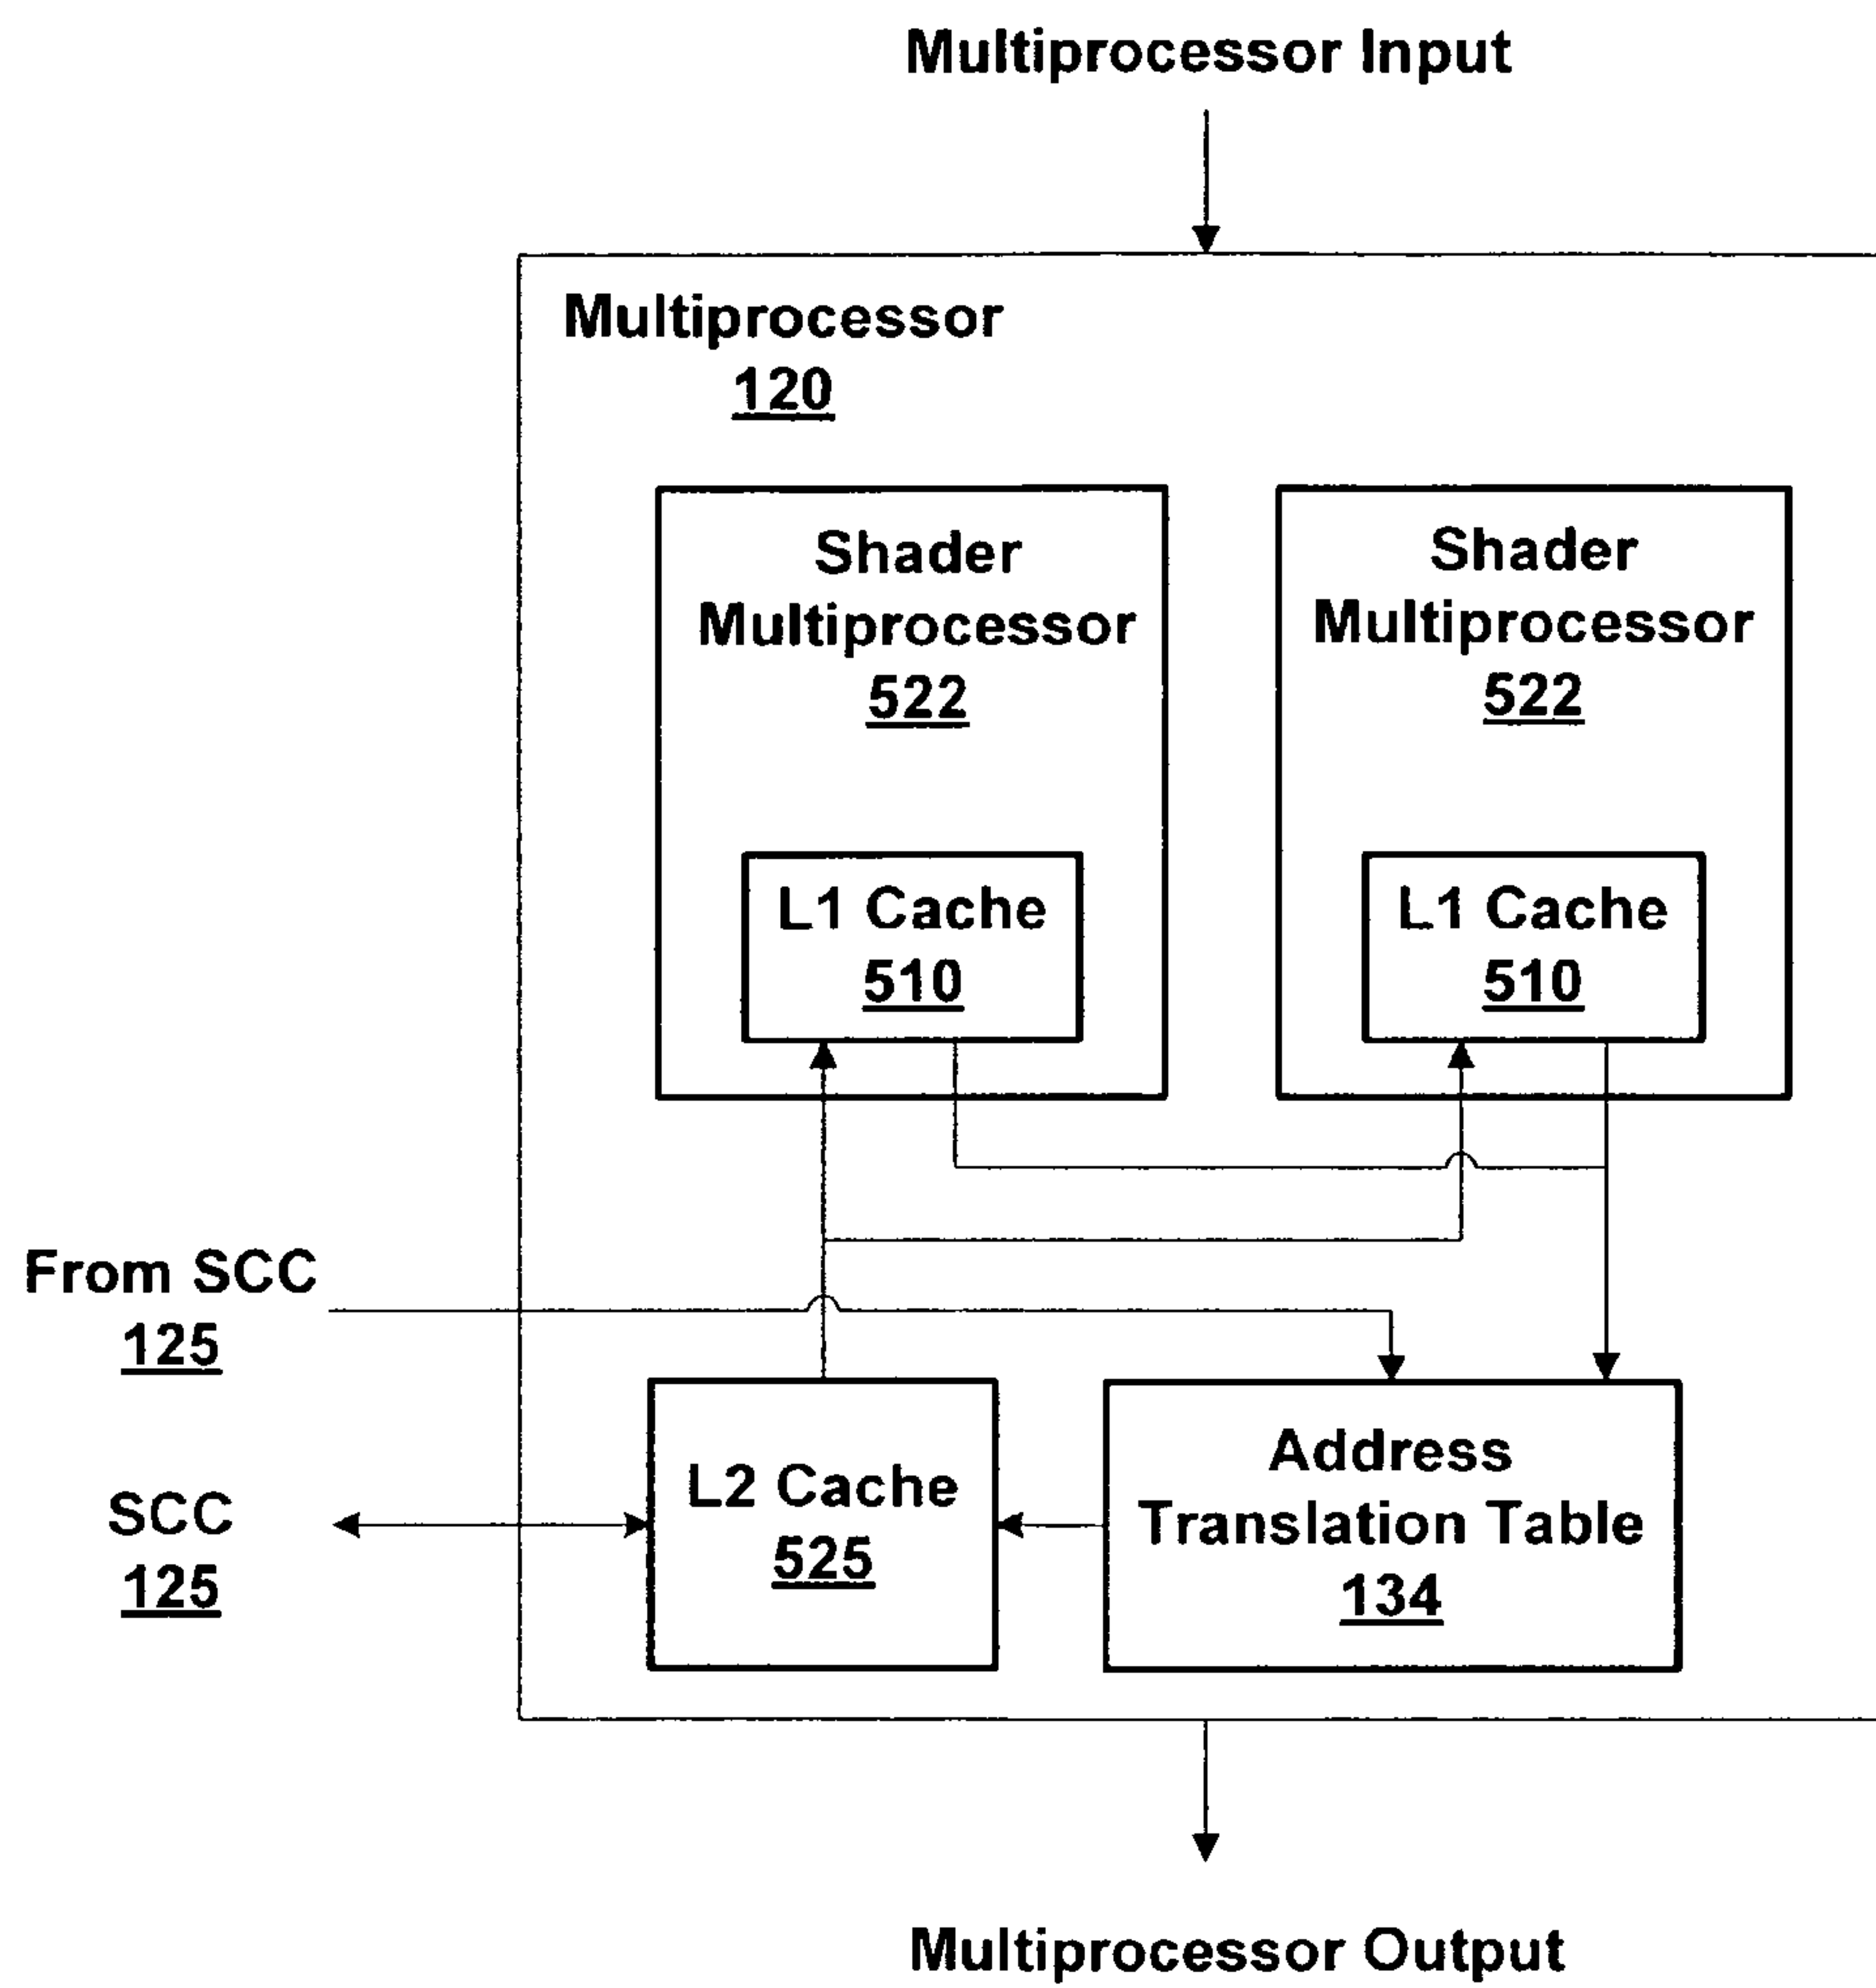 Multiprocessor Input
Multiprocessor
120
Shader
Multiprocessor
522
Shader
Multiprocessor
522
L1 Cache
510
L1 Cache
510
From SCC
125
SCC
125
L2 Cache
525
Address
Translation Table
134
Multiprocessor Output